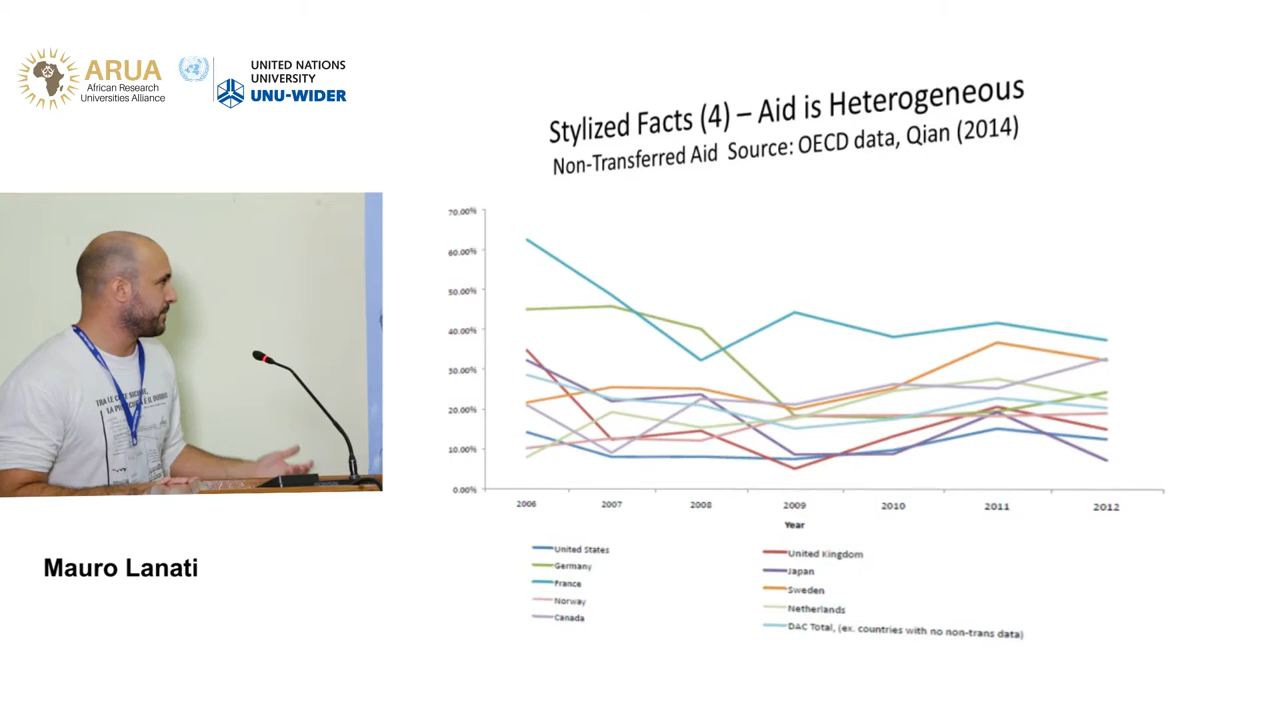 ARUA
African Research
Universities Alliance
UNITED NATIONS
UNIVERSITY
UNU-WIDER
Stylized Facts (4) – Aid is Heterogeneous
Non-Transferred Aid Source: OECD data, Qian (2014)
70.00%
60.00%
50.00%
40.00%
30.00%
20.00%
10.00%
0.00%
2006 2007 2008 2009 2010 2011 2012
Year
United States
Germany
France
Norway
Canada
United Kingdom
Japan
Sweden
Netherlands
DAC Total, (ex. countries with no non-trans data)
TRA LE
LA
Mauro Lanati